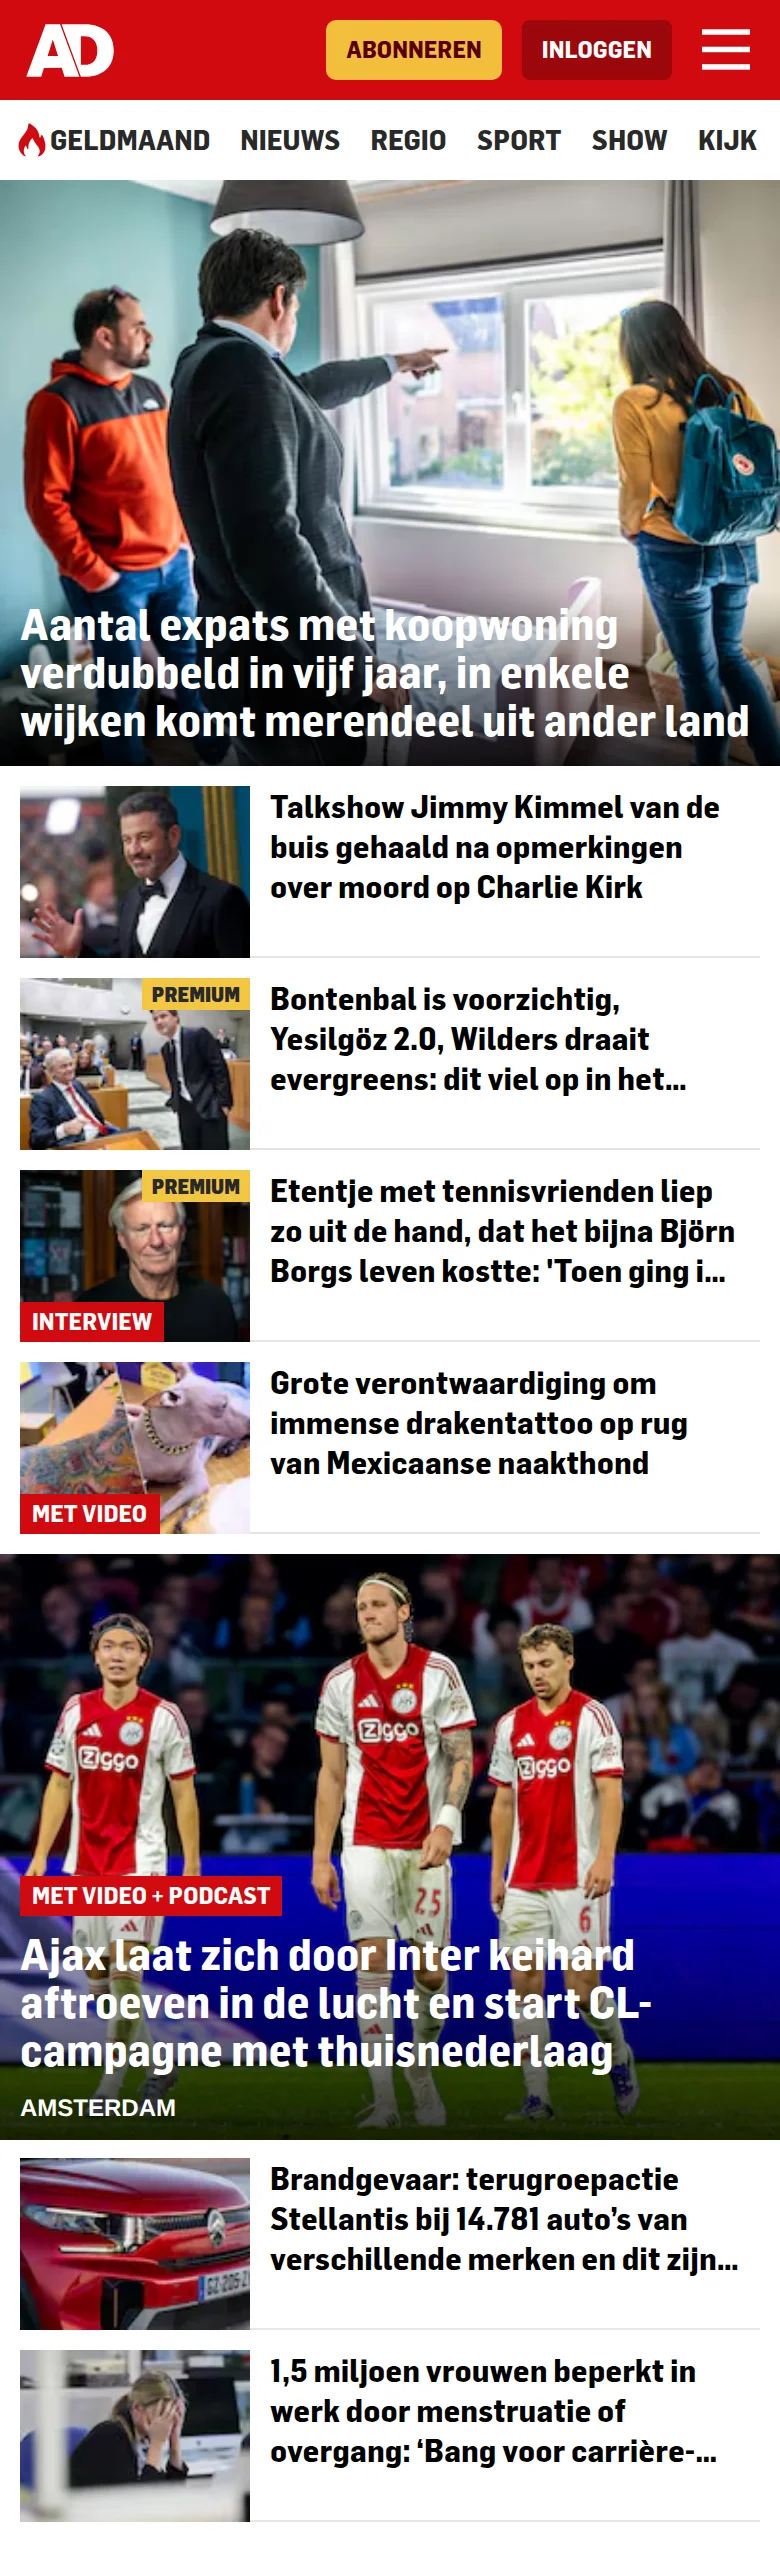 AD
ABONNEREN
INLOGGEN
GELDMAAND NIEUWS REGIO SPORT SHOW KIJK
Aantal expats met koopwoning
verdubbeld in vijf jaar, in enkele
wijken komt merendeel uit ander land
Talkshow Jimmy Kimmel van de
buis gehaald na opmerkingen
over moord op Charlie Kirk
PREMIUM
Bontenbal is voorzichtig,
Yesilgöz 2.0, Wilders draait
evergreens: dit viel op in het...
PREMIUM
INTERVIEW
Etentje met tennisvrienden liep
zo uit de hand, dat het bijna Björn
Borgs leven kostte: 'Toen ging i...
MET VIDEO
Grote verontwaardiging om
immense drakentattoo op rug
van Mexicaanse naakthond
Ziggo
Ziggo
Ziggo
25
6
MET VIDEO + PODCAST
Ajax laat zich door Inter keihard
aftroeven in de lucht en start CL-
campagne met thuisnederlaag
AMSTERDAM
Brandgevaar: terugroepactie
Stellantis bij 14.781 auto’s van
verschillende merken en dit zijn...
1,5 miljoen vrouwen beperkt in
werk door menstruatie of
overgang: ‘Bang voor carrière-...